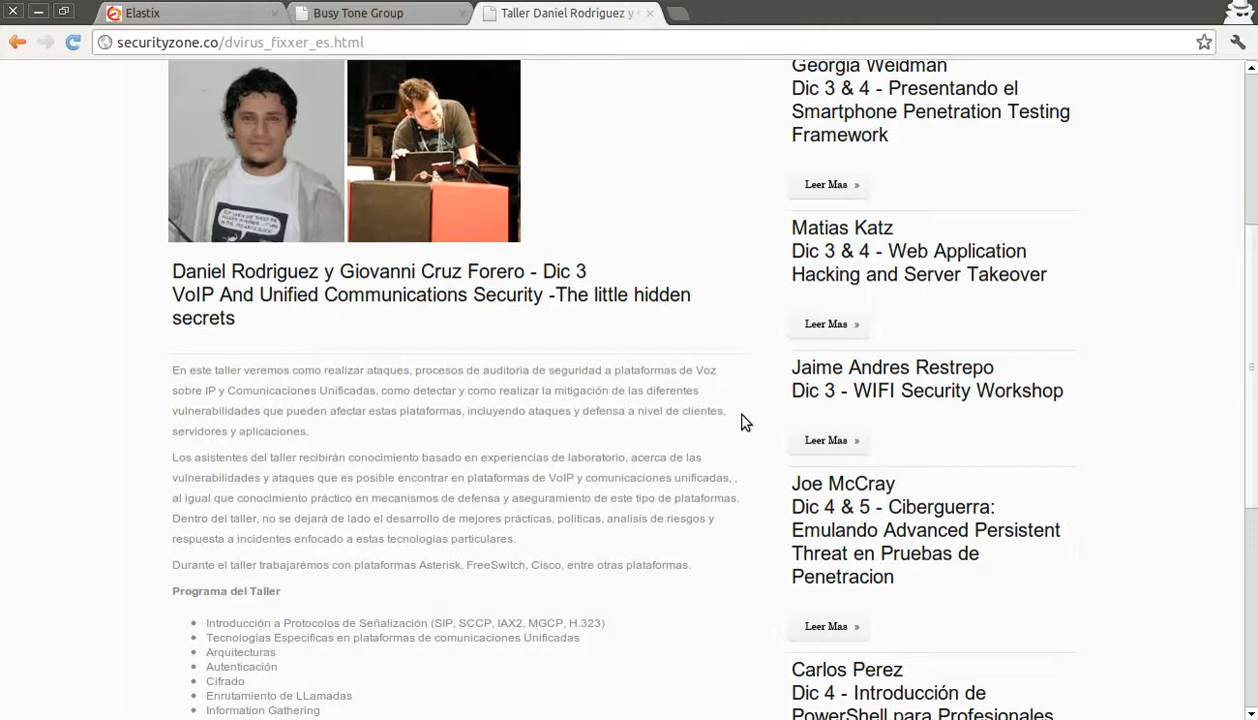 Elastix
Busy Tone Group
Taller Daniel Rodriguez y
securityzone.co/dvirus_fixxer_es.html
Daniel Rodriguez y Giovanni Cruz Forero - Dic 3
VoIP And Unified Communications Security -The little hidden
secrets
En este taller veremos como realizar ataques, procesos de auditoria de seguridad a plataformas de Voz
sobre IP y Comunicaciones Unificadas, como detectar y como realizar la mitigación de las diferentes
vulnerabilidades que pueden afectar estas plataformas, incluyendo ataques y defensa a nivel de clientes,
servidores y aplicaciones.
Los asistentes del taller recibirán conocimiento basado en experiencias de laboratorio, acerca de las
vulnerabilidades y ataques que es posible encontrar en plataformas de VoIP y comunicaciones unificadas, ,
al igual que conocimiento práctico en mecanismos de defensa y aseguramiento de este tipo de plataformas.
Dentro del taller, no se dejará de lado el desarrollo de mejores prácticas, politicas, analisis de riesgos y
respuesta a incidentes enfocado a estas tecnologias particulares.
Durante el taller trabajarémos con plataformas Asterisk, FreeSwitch, Cisco, entre otras plataformas.
Programa del Taller
Introducción a Protocolos de Señalización (SIP, SCCP, IAX2, MGCP, H.323)
Tecnologias Especificas en plataformas de comunicaciones Unificadas
Arquitecturas
Autenticación
Cifrado
Enrutamiento de LLamadas
Information Gathering
Georgia Weidman
Dic 3 & 4 - Presentando el
Smartphone Penetration Testing
Framework
Leer Mas »
Matias Katz
Dic 3 & 4 - Web Application
Hacking and Server Takeover
Leer Mas »
Jaime Andres Restrepo
Dic 3 - WIFI Security Workshop
Leer Mas »
Joe McCray
Dic 4 & 5 - Ciberguerra:
Emulando Advanced Persistent
Threat en Pruebas de
Penetracion
Leer Mas »
Carlos Perez
Dic 4 - Introducción de
PowerShell para Profesionales